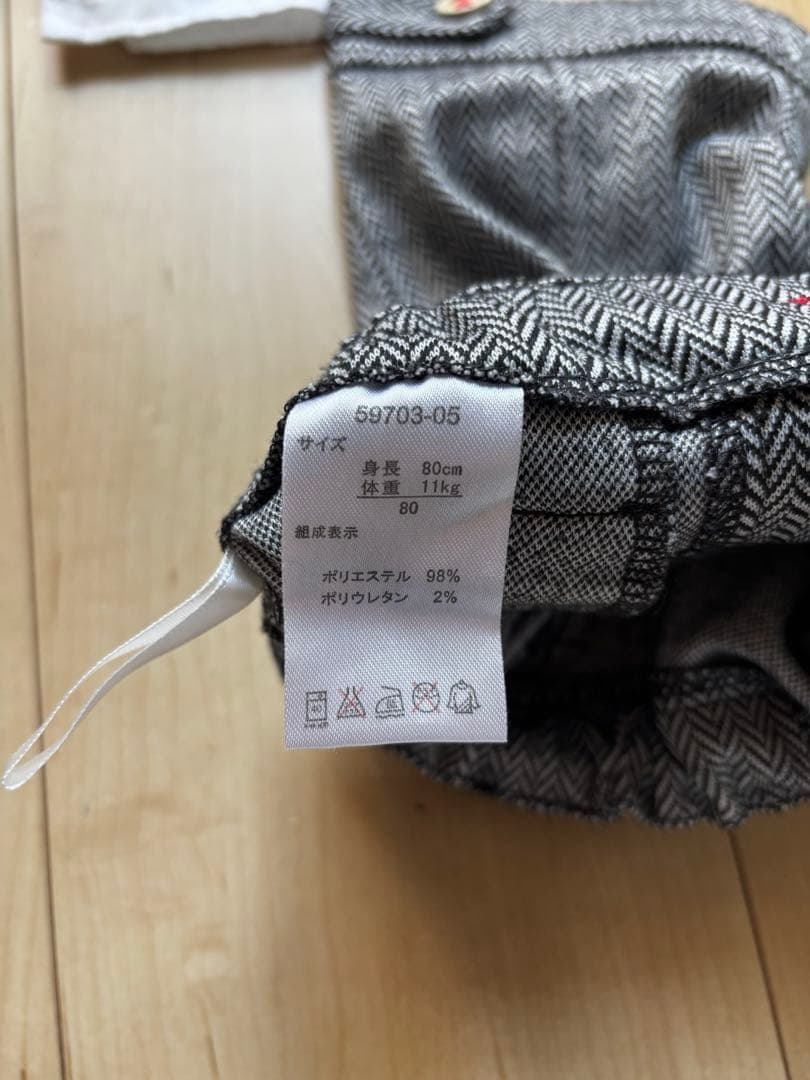 59703-05
サイズ
身長 80cm
体重 11kg
80
組成表示
ポリエステル 98%
ポリウレタン 2%
40